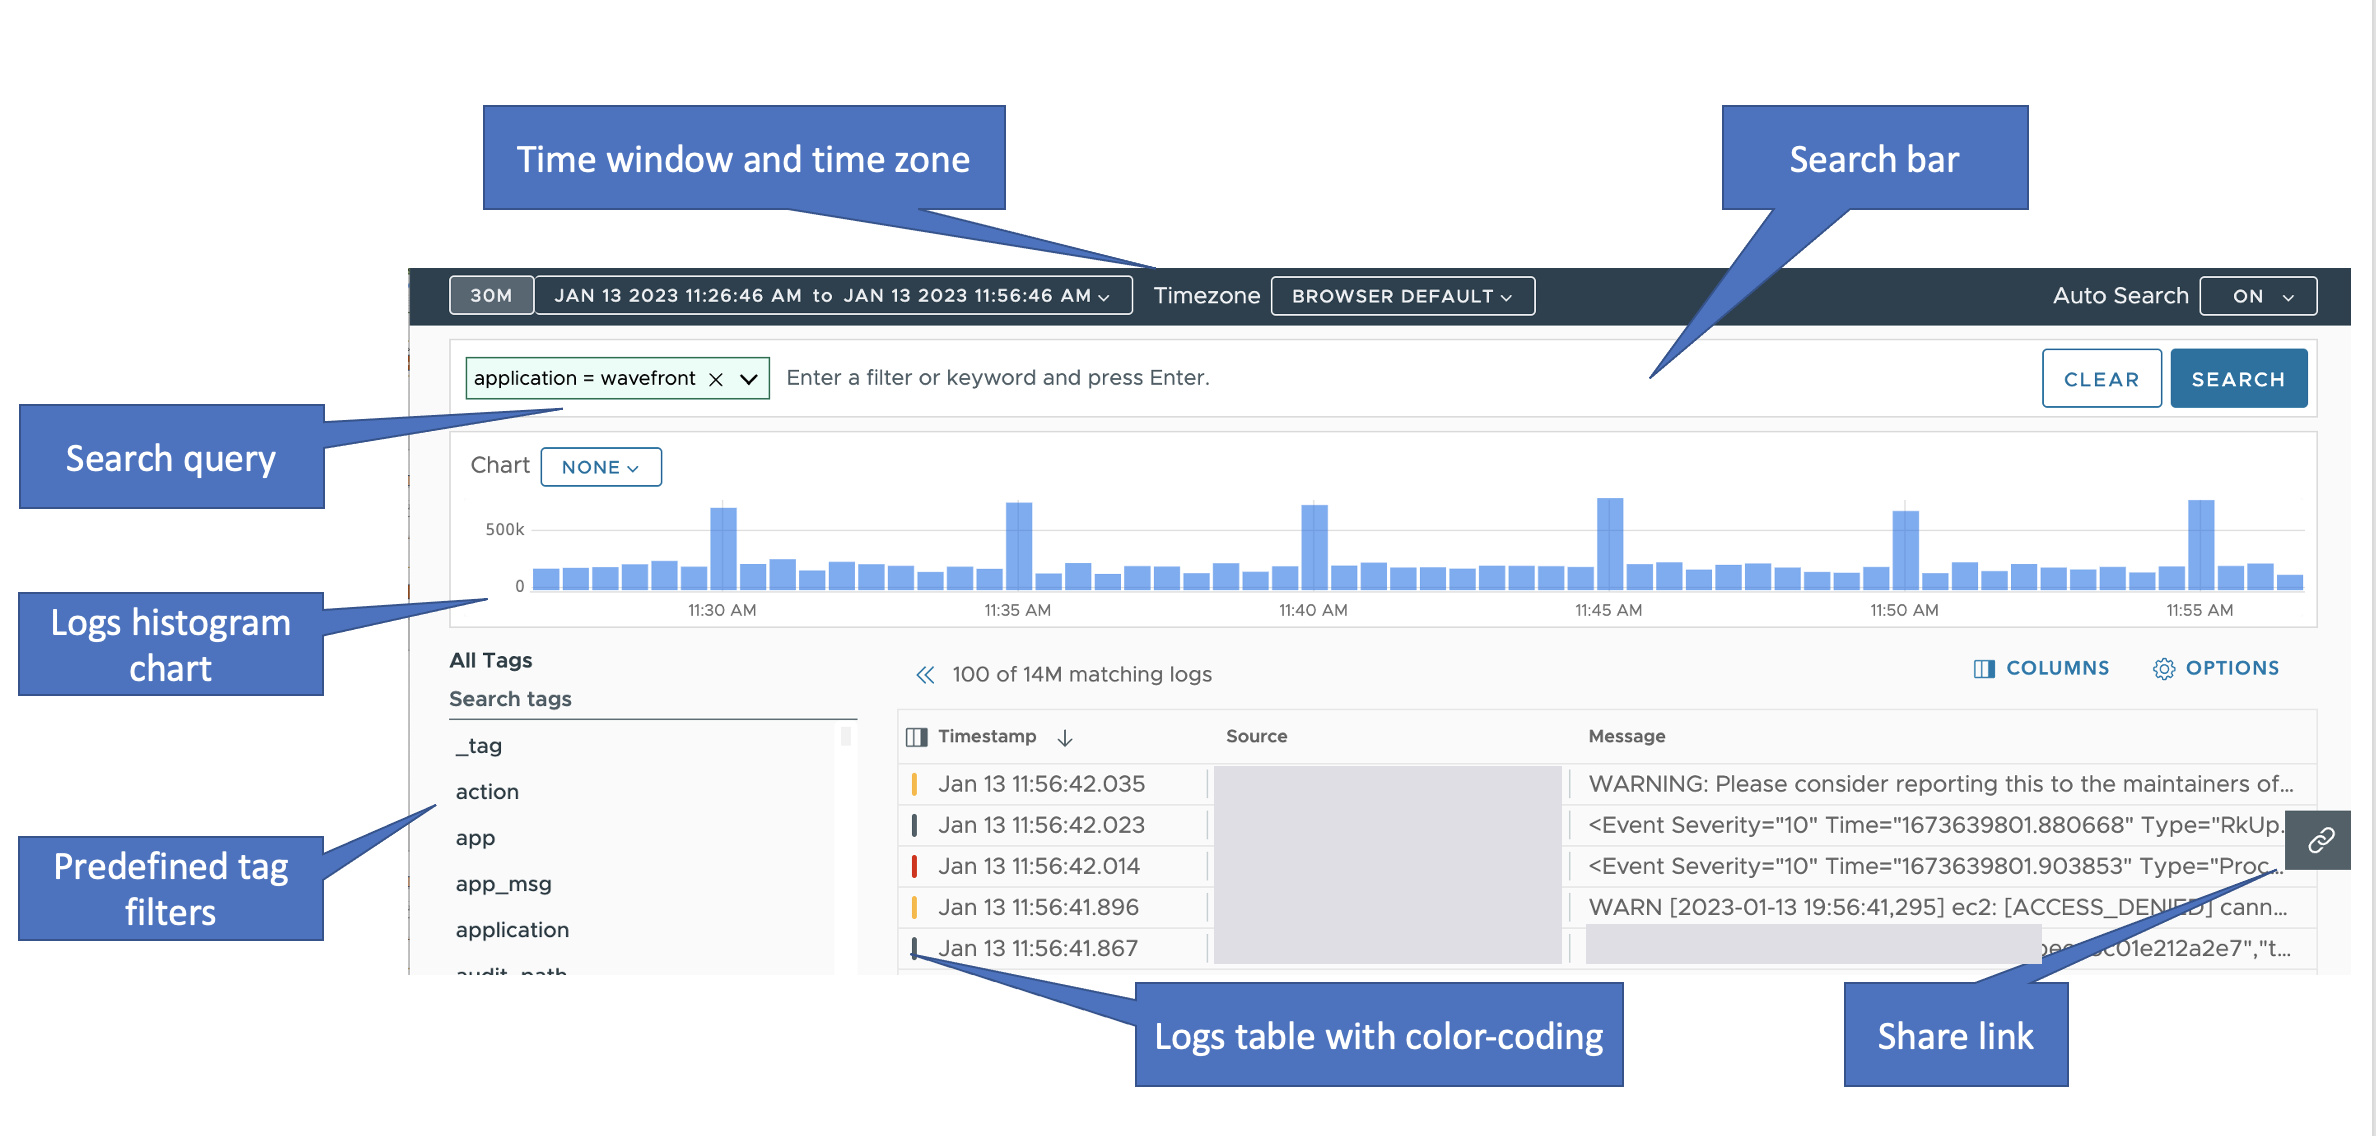 Time window and time zone
Search bar
30M JAN 13 2023 11:26:46 AM to JAN 13 2023 11:56:46 AM Timezone BROWSER DEFAULT Auto Search ON
application = wavefront Enter a filter or keyword and press Enter. CLEAR SEARCH
Search query
Chart NONE
500k
0
11:30 AM 11:35 AM 11:40 AM 11:45 AM 11:50 AM 11:55 AM
Logs histogram
chart
All Tags
Search tags
_tag
action
app
app_msg
application
audit_path
Predefined tag
filters
100 of 14M matching logs COLUMNS OPTIONS
Timestamp Source Message
Jan 13 11:56:42.035 WARNING: Please consider reporting this to the maintainers of...
Jan 13 11:56:42.023 <Event Severity="10" Time="1673639801.880668" Type="RkUp.
Jan 13 11:56:42.014 <Event Severity="10" Time="1673639801.903853" Type="Proc...
Jan 13 11:56:41.896 WARN [2023-01-13 19:56:41,295] ec2: [ACCESS_DENIED] cann...
Jan 13 11:56:41.867 c01e212a2e7","t...
Logs table with color-coding
Share link